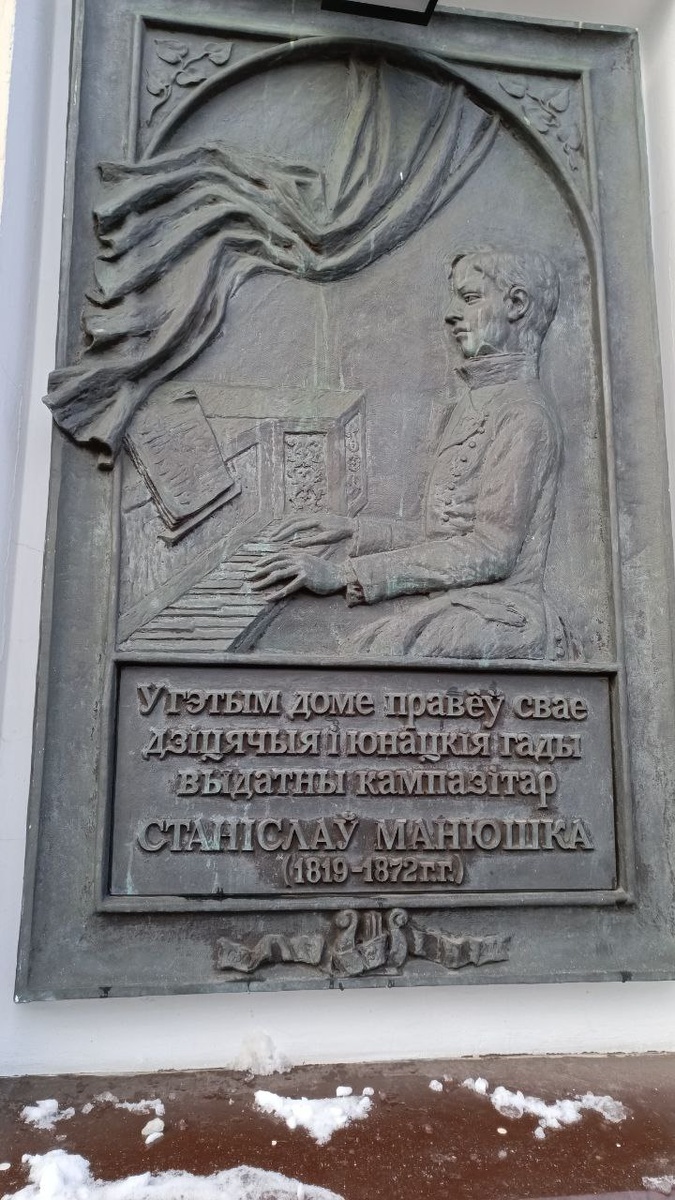 У гэтым доме правёў свае
дзіцячыя і юнацкія гады
выдатны кампазітар
СТАНІСЛАЎ МАНЮШКА
(1819-1872 г.г.)